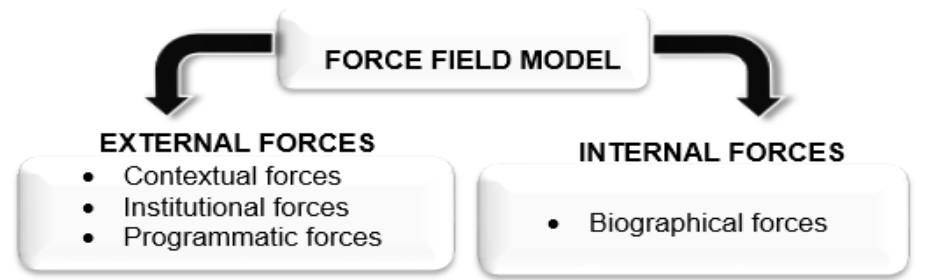 FORCE FIELD MODEL
EXTERNAL FORCES
• Contextual forces
• Institutional forces
• Programmatic forces
INTERNAL FORCES
• Biographical forces